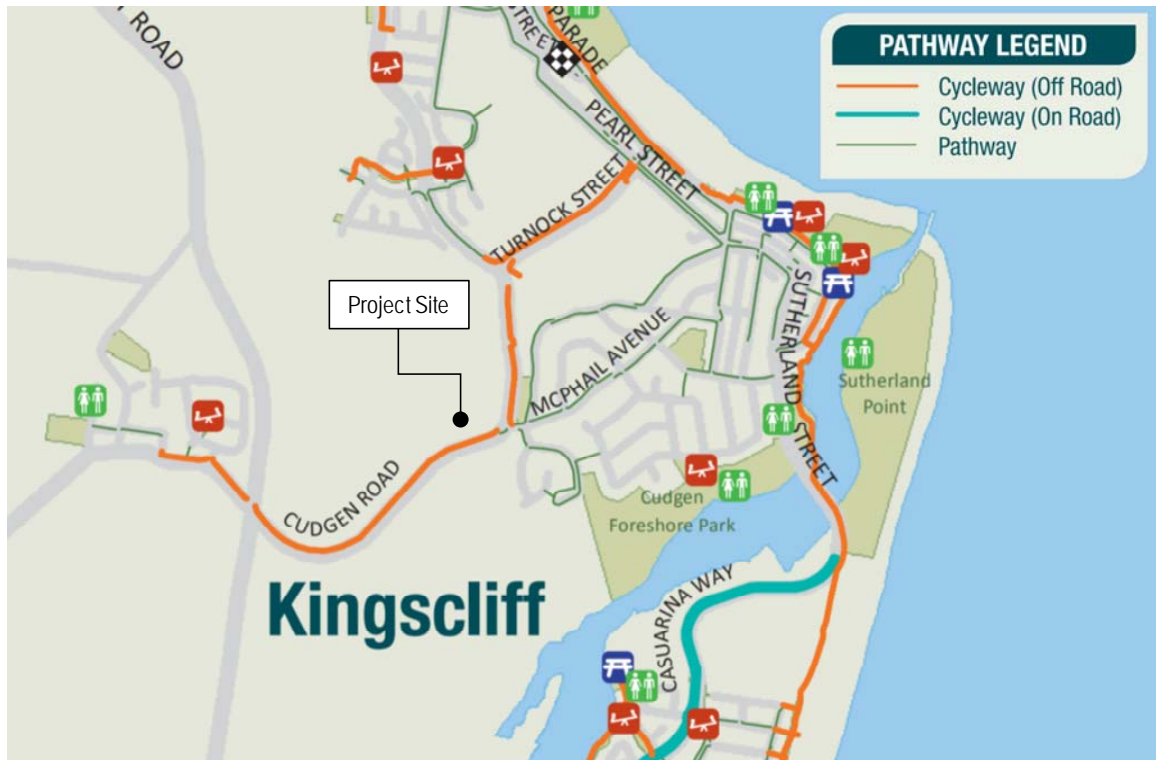 Y ROAD
STREET
PARADE
PATHWAY LEGEND
Cycleway (Off Road)
Cycleway (On Road)
Pathway
PEARL STREET
TURNOCK STREET
Project Site
MCPHAIL AVENUE
SUTHERLAND STREET
Sutherland
Point
CUDGEN ROAD
Cudgen
Foreshore Park
Kingscliff
CASUARINA WAY